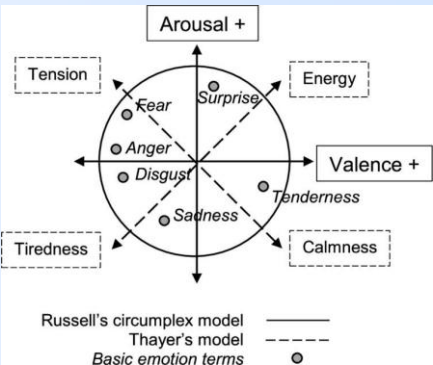 Arousal +
Tension
Energy
Surprise
Fear
Anger
Valence +
Disgust
Tenderness
Sadness
Tiredness
Calmness
Russell's circumplex model
Thayer's model
Basic emotion terms